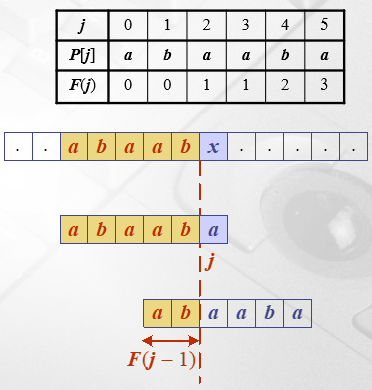 j 0 1 2 3 4 5
P[j] a b a a b a
F(j) 0 0 1 1 2 3
. . a b a a b x . . . . .
a b a a b a
j
a b a a b a
F(j – 1)